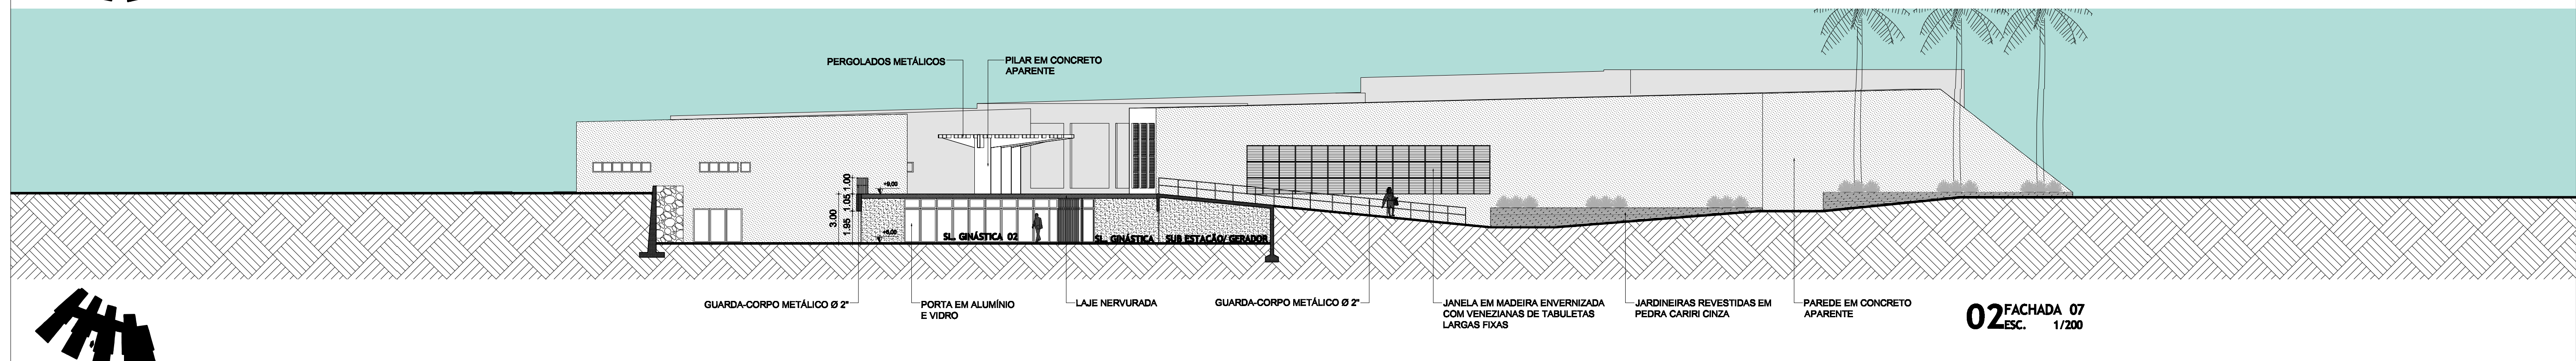 PERGOLADOS METÁLICOS
PILAR EM CONCRETO
APARENTE
1.00
1.05
3.00
1.95
+9,00
+6,00
SL. GINÁSTICA 02
SL. GINÁSTICA
SUB ESTAÇÃO/ GERADOR
GUARDA-CORPO METÁLICO Ø 2"
PORTA EM ALUMÍNIO
E VIDRO
LAJE NERVURADA
GUARDA-CORPO METÁLICO Ø 2"
JANELA EM MADEIRA ENVERNIZADA
COM VENEZIANAS DE TABULETAS
LARGAS FIXAS
JARDINEIRAS REVESTIDAS EM
PEDRA CARIRI CINZA
PAREDE EM CONCRETO
APARENTE
02 FACHADA 07
ESC. 1/200